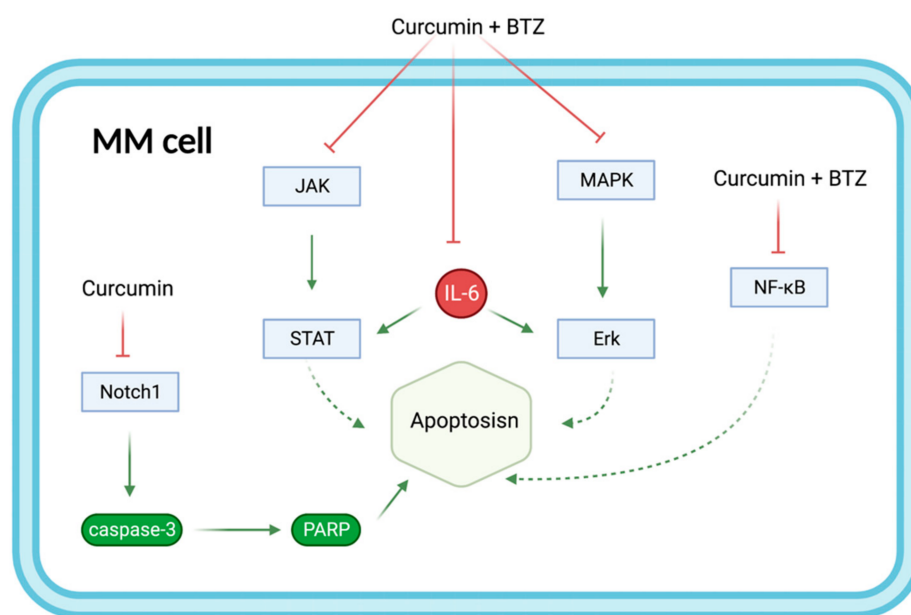 Curcumin + BTZ
MM cell
JAK
MAPK
Curcumin + BTZ
Curcumin
IL-6
NF-κB
STAT
Erk
Notch1
Apoptosisn
caspase-3
PARP